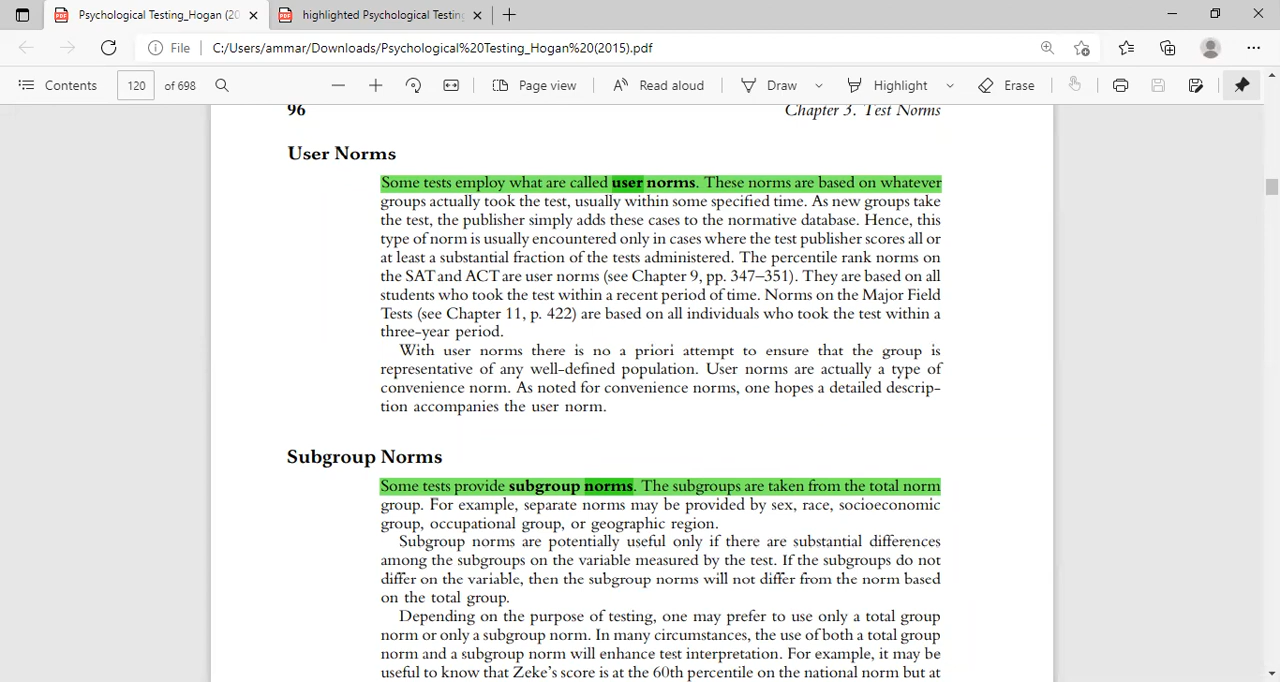 Psychological Testing_Hogan (20
highlighted Psychological Testing
File C:/Users/ammar/Downloads/Psychological%20Testing_Hogan%20(2015).pdf
Contents 120 of 698 Page view Read aloud Draw Highlight Erase
96 Chapter 3. Test Norms
User Norms
Some tests employ what are called user norms. These norms are based on whatever
groups actually took the test, usually within some specified time. As new groups take
the test, the publisher simply adds these cases to the normative database. Hence, this
type of norm is usually encountered only in cases where the test publisher scores all or
at least a substantial fraction of the tests administered. The percentile rank norms on
the SAT and ACT are user norms (see Chapter 9, pp. 347–351). They are based on all
students who took the test within a recent period of time. Norms on the Major Field
Tests (see Chapter 11, p. 422) are based on all individuals who took the test within a
three-year period.
With user norms there is no a priori attempt to ensure that the group is
representative of any well-defined population. User norms are actually a type of
convenience norm. As noted for convenience norms, one hopes a detailed descrip-
tion accompanies the user norm.
Subgroup Norms
Some tests provide subgroup norms. The subgroups are taken from the total norm
group. For example, separate norms may be provided by sex, race, socioeconomic
group, occupational group, or geographic region.
Subgroup norms are potentially useful only if there are substantial differences
among the subgroups on the variable measured by the test. If the subgroups do not
differ on the variable, then the subgroup norms will not differ from the norm based
on the total group.
Depending on the purpose of testing, one may prefer to use only a total group
norm or only a subgroup norm. In many circumstances, the use of both a total group
norm and a subgroup norm will enhance test interpretation. For example, it may be
useful to know that Zeke's score is at the 60th percentile on the national norm but at